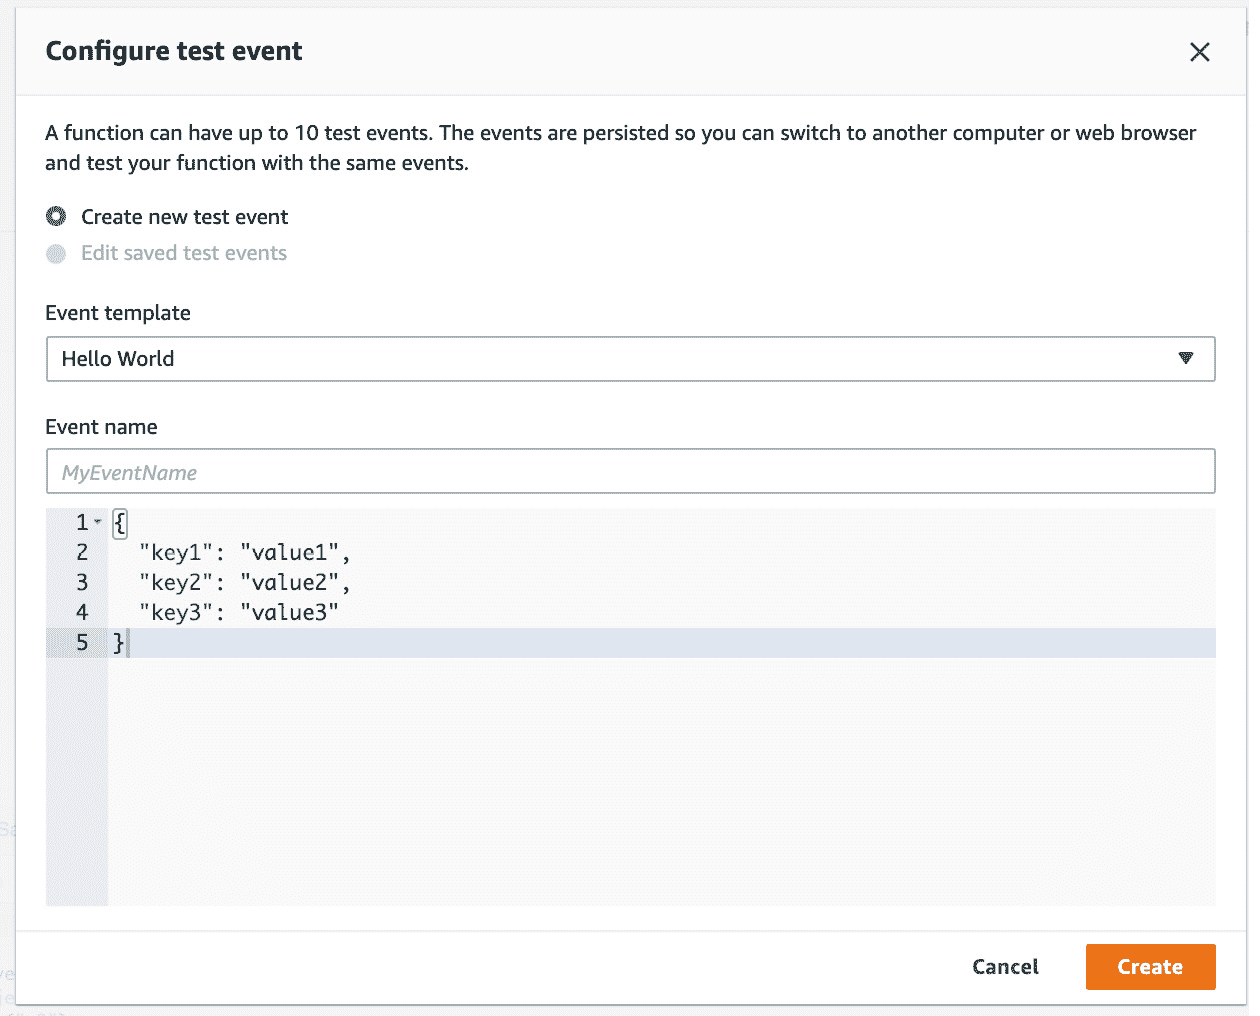 Configure test event
A function can have up to 10 test events. The events are persisted so you can switch to another computer or web browser
and test your function with the same events.
Create new test event
Edit saved test events
Event template
Hello World
Event name
MyEventName
1 {
2 "key1": "value1",
3 "key2": "value2",
4 "key3": "value3"
5 }
Cancel
Create